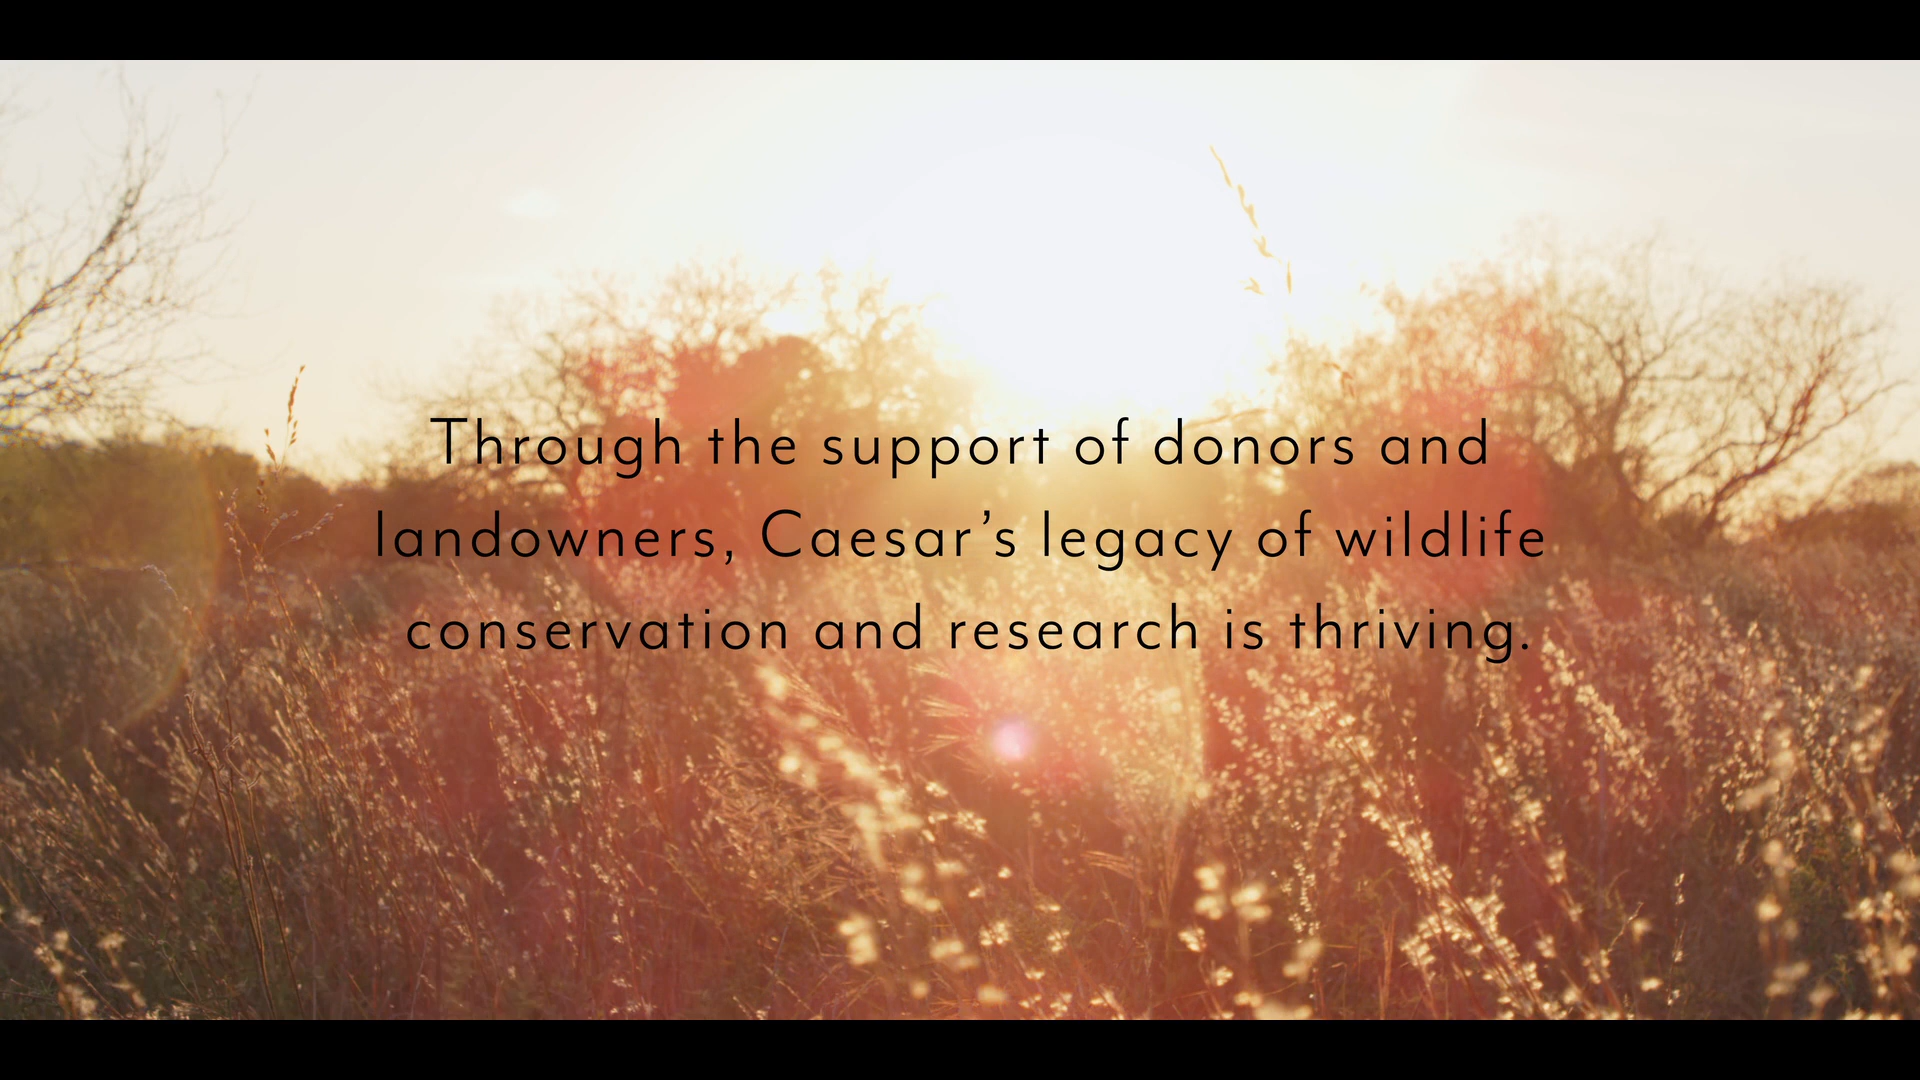 Through the support of donors and
landowners, Caesar’s legacy of wildlife
conservation and research is thriving.